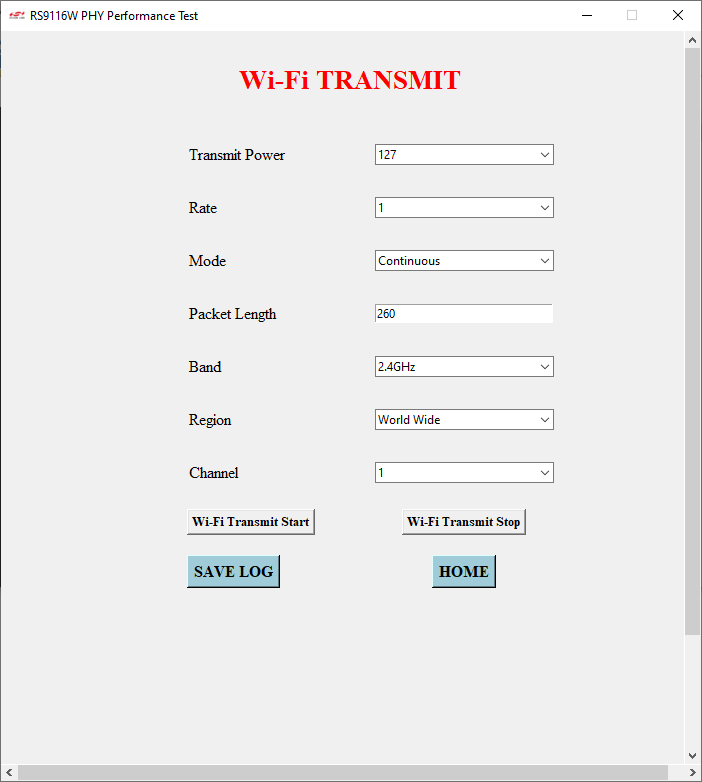 RS9116W PHY Performance Test
Wi-Fi TRANSMIT
Transmit Power 127
Rate 1
Mode Continuous
Packet Length 260
Band 2.4GHz
Region World Wide
Channel 1
Wi-Fi Transmit Start Wi-Fi Transmit Stop
SAVE LOG HOME